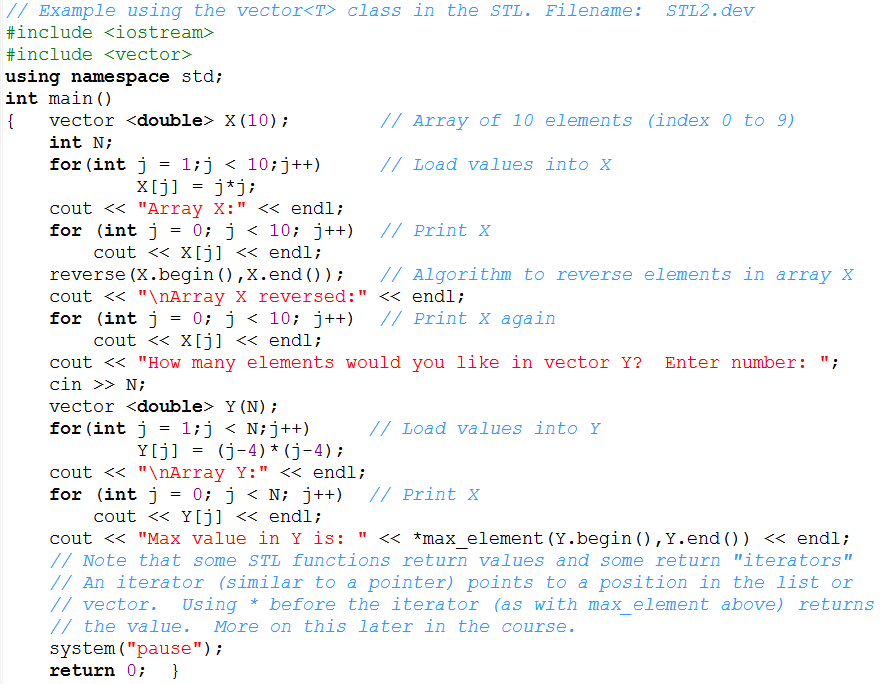 // Example using the vector<T> class in the STL. Filename:  STL2.dev
#include <iostream>
#include <vector>
using namespace std;
int main()
{   vector <double> X(10);        // Array of 10 elements (index 0 to 9)
    int N;
    for(int j = 1;j < 10;j++)     // Load values into X
            X[j] = j*j;
    cout << "Array X:" << endl;
    for (int j = 0; j < 10; j++)  // Print X
        cout << X[j] << endl;
    reverse(X.begin(),X.end());   // Algorithm to reverse elements in array X
    cout << "\nArray X reversed:" << endl;
    for (int j = 0; j < 10; j++)  // Print X again
        cout << X[j] << endl;
    cout << "How many elements would you like in vector Y?  Enter number: ";
    cin >> N;
    vector <double> Y(N);
    for(int j = 1;j < N;j++)     // Load values into Y
            Y[j] = (j-4)*(j-4);
    cout << "\nArray Y:" << endl;
    for (int j = 0; j < N; j++)  // Print X
        cout << Y[j] << endl;
    cout << "Max value in Y is: " << *max_element(Y.begin(),Y.end()) << endl;
    // Note that some STL functions return values and some return "iterators"
    // An iterator (similar to a pointer) points to a position in the list or
    // vector.  Using * before the iterator (as with max_element above) returns
    // the value.  More on this later in the course.
    system("pause");
    return 0;  }